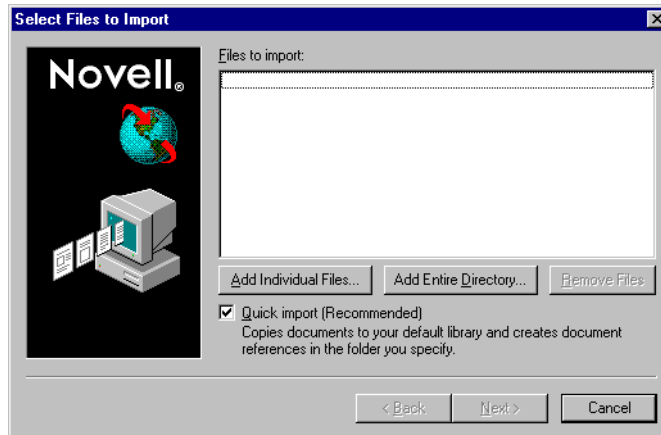 Select Files to Import
Novell®
Files to import:
Add Individual Files...
Add Entire Directory...
Remove Files
Quick import (Recommended)
Copies documents to your default library and creates document
references in the folder you specify.
< Back
Next >
Cancel